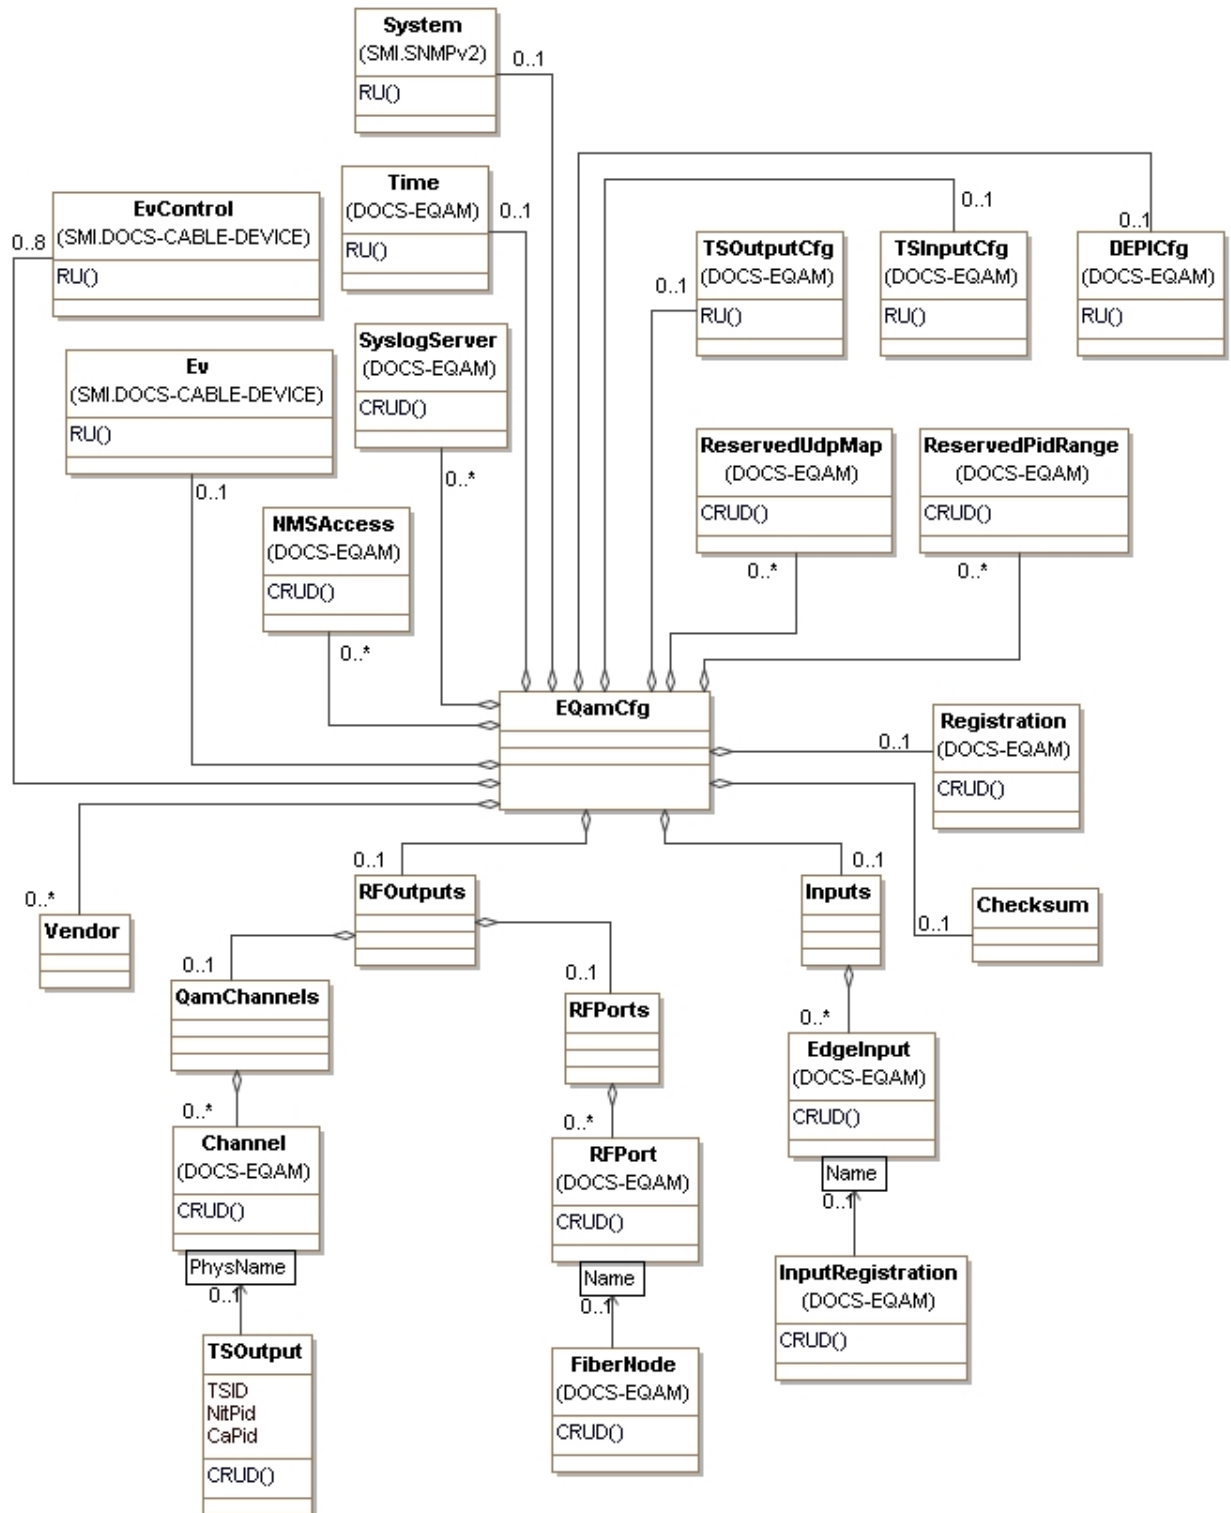 System
(SMI.SNMPv2)
RU()
0..1
Time
(DOCS-EQAM)
RU()
0..1
EvControl
(SMI.DOCS-CABLE-DEVICE)
RU()
0..8
TSOutputCfg
(DOCS-EQAM)
RU()
0..1
TSInputCfg
(DOCS-EQAM)
RU()
0..1
DEPICfg
(DOCS-EQAM)
RU()
0..1
SyslogServer
(DOCS-EQAM)
CRUD()
0..*
Ev
(SMI.DOCS-CABLE-DEVICE)
RU()
0..1
ReservedUdpMap
(DOCS-EQAM)
CRUD()
0..*
ReservedPidRange
(DOCS-EQAM)
CRUD()
0..*
NMSAccess
(DOCS-EQAM)
CRUD()
0..*
EQamCfg
Registration
(DOCS-EQAM)
CRUD()
0..1
0..*
Vendor
0..1
RFOutputs
0..1
Inputs
0..1
Checksum
0..1
QamChannels
0..1
RFPorts
0..*
EdgeInput
(DOCS-EQAM)
CRUD()
Name
0..1
0..*
Channel
(DOCS-EQAM)
CRUD()
PhysName
0..1
0..*
RFPort
(DOCS-EQAM)
CRUD()
Name
0..1
InputRegistration
(DOCS-EQAM)
CRUD()
TSOutput
TSID
NitPid
CaPid
CRUD()
FiberNode
(DOCS-EQAM)
CRUD()